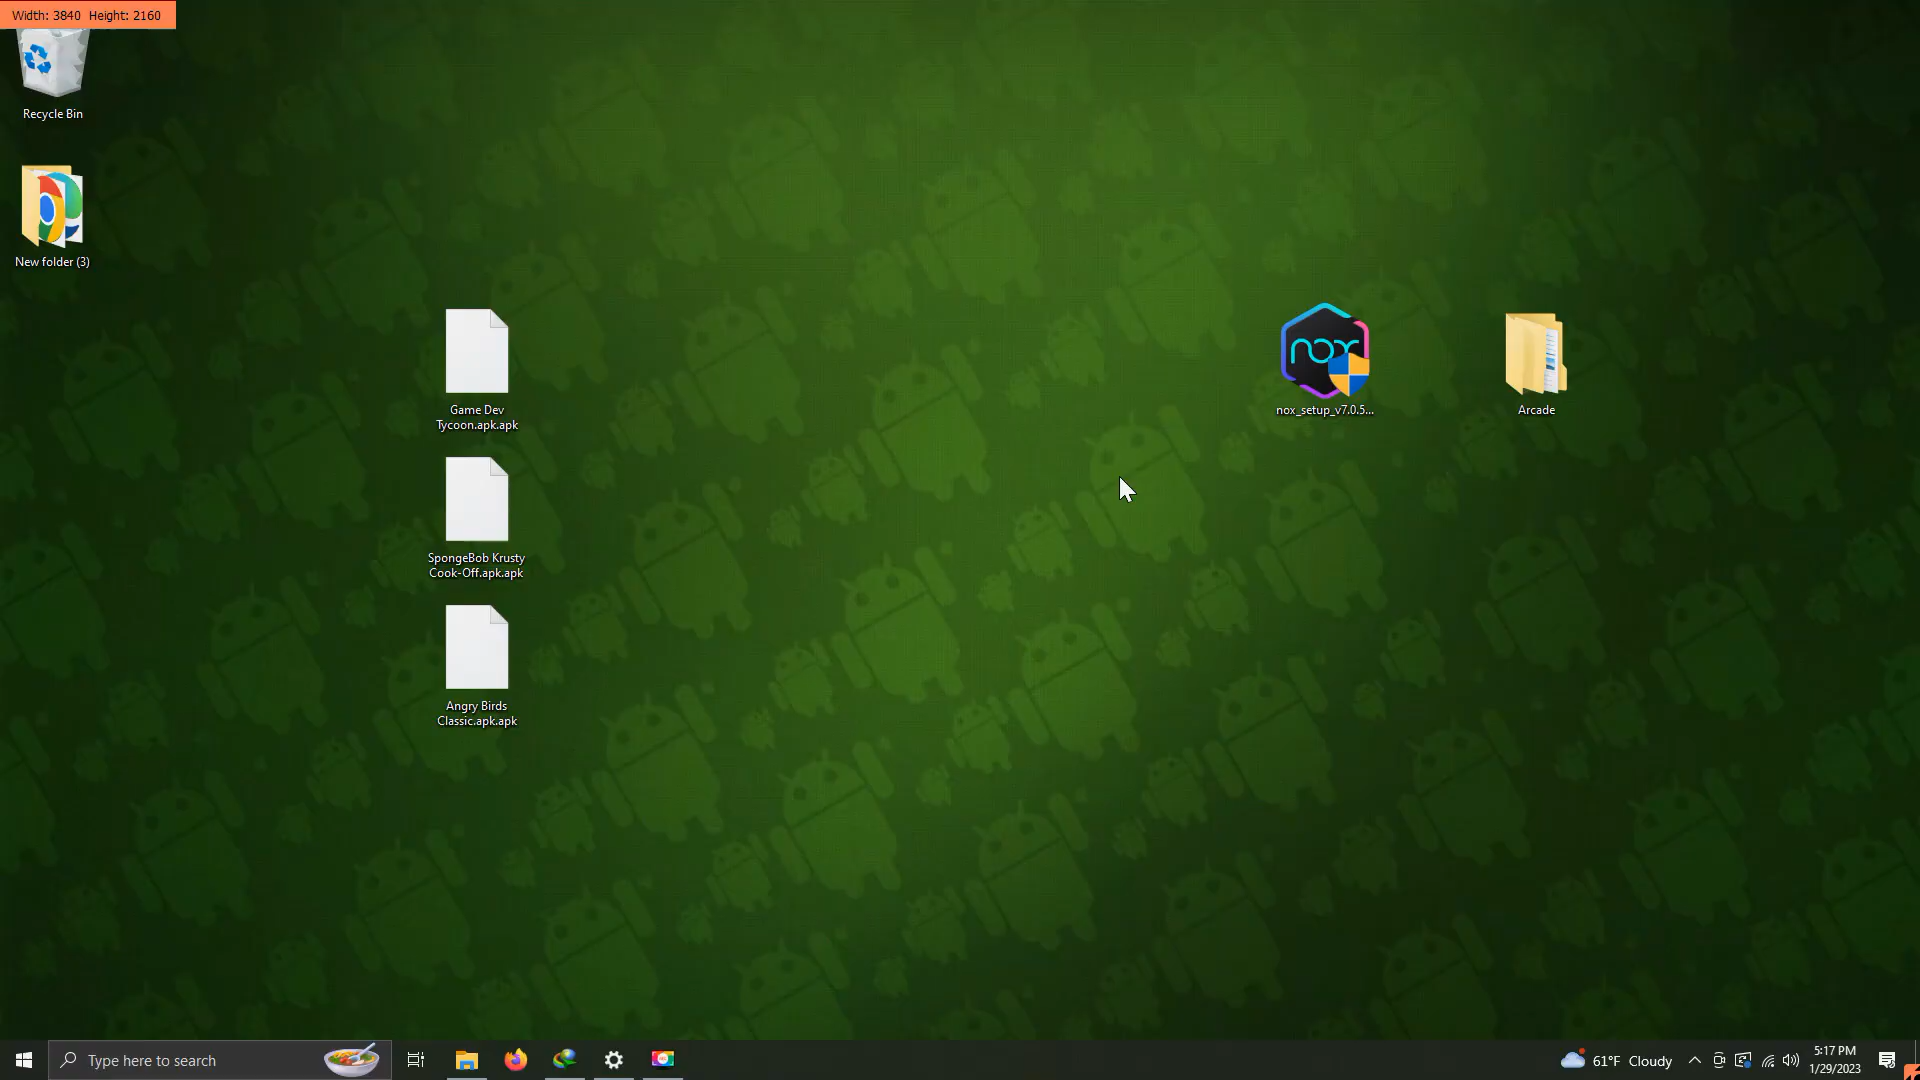 Width: 3840 Height: 2160
Recycle Bin
New folder (3)
Game Dev
Tycoon.apk.apk
SpongeBob Krusty
Cook-Off.apk.apk
Angry Birds
Classic.apk.apk
nox
nox_setup_v7.0.5...
Arcade
Type here to search
61°F Cloudy
5:17 PM
1/29/2023